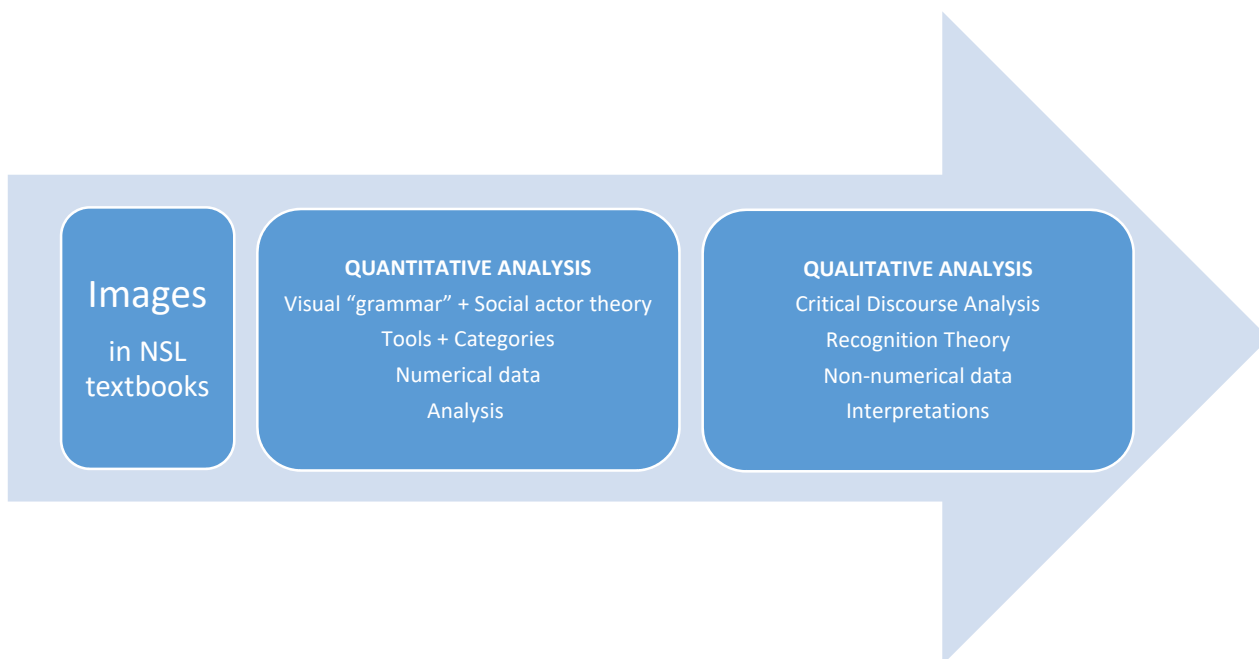 Images
in NSL
textbooks
QUANTITATIVE ANALYSIS
Visual “grammar” + Social actor theory
Tools + Categories
Numerical data
Analysis
QUALITATIVE ANALYSIS
Critical Discourse Analysis
Recognition Theory
Non-numerical data
Interpretations